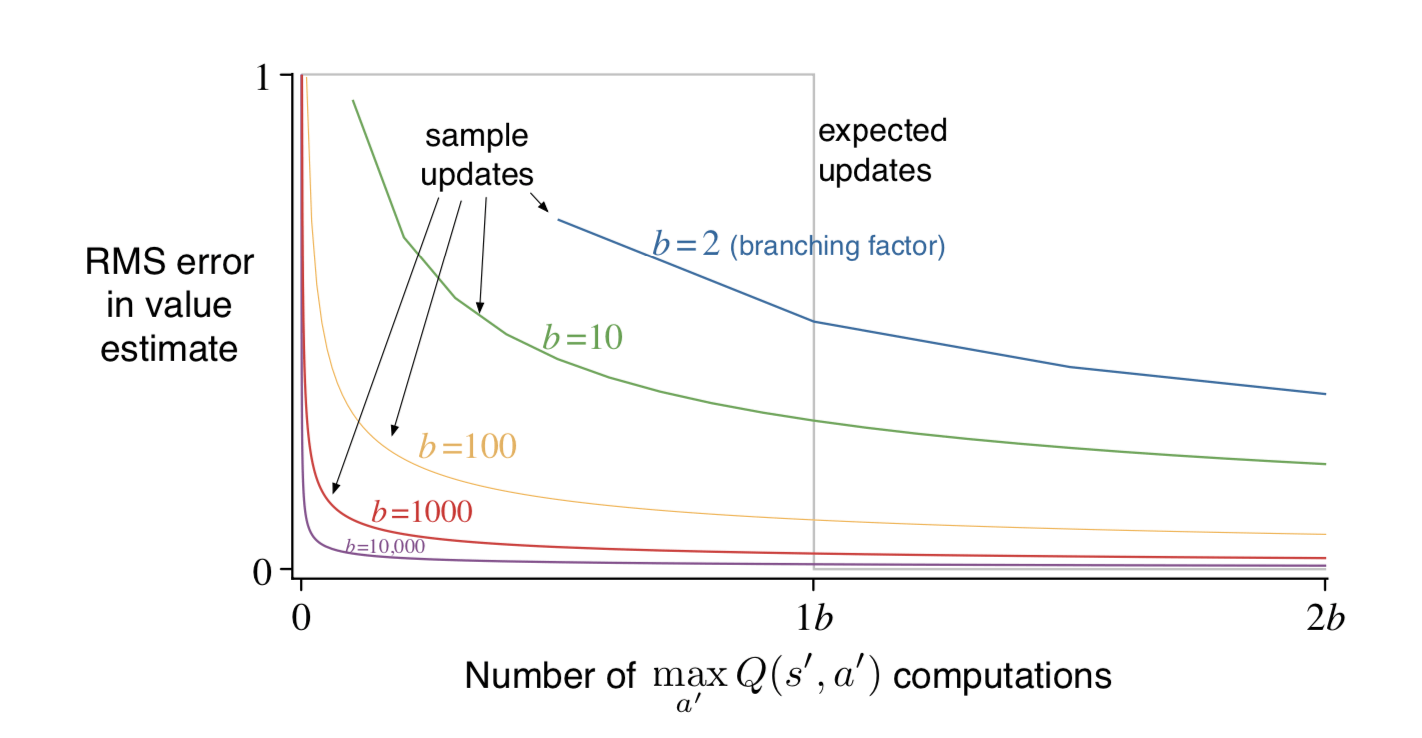 1
sample
updates
expected
updates
b=2 (branching factor)
RMS error
in value
estimate
b=10
b=100
b=1000
b=10,000
0
0
1b
2b
Number of max Q(s′, a′) computations
a′